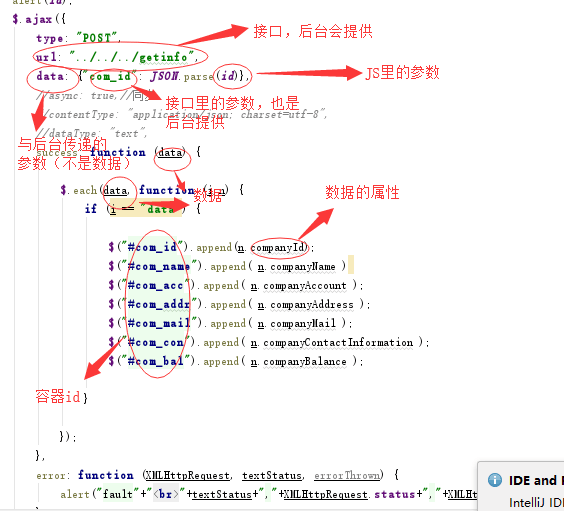 alert(id);
$.ajax({
接口，后台会提供
type: "POST",
url: "../../../getinfo",
data: {"com_id": JSON.parse(id)},
JS里的参数
//async: true,//同步
接口里的参数，也是
后台提供
//contentType: "application/json; charset=utf-8",
//dataType: "text",
与后台传递的
参数（不是数据）
success: function (data) {
$.each(data, function (i,n) {
数据
数据的属性
if (i == "data") {
$("#com_id").append(n.companyId);
$("#com_name").append( n.companyName )
$("#com_acc").append( n.companyAccount );
$("#com_addr").append( n.companyAddress );
$("#com_mail").append( n.companyMail );
$("#com_con").append( n.companyContactInformation );
$("#com_bal").append( n.companyBalance );
容器id
}
});
},
error: function (XMLHttpRequest, textStatus, errorThrown) {
alert("fault"+"<br>"+textStatus+","+XMLHttpRequest.status+","+XMLHt
IDE and
IntelliJ ID